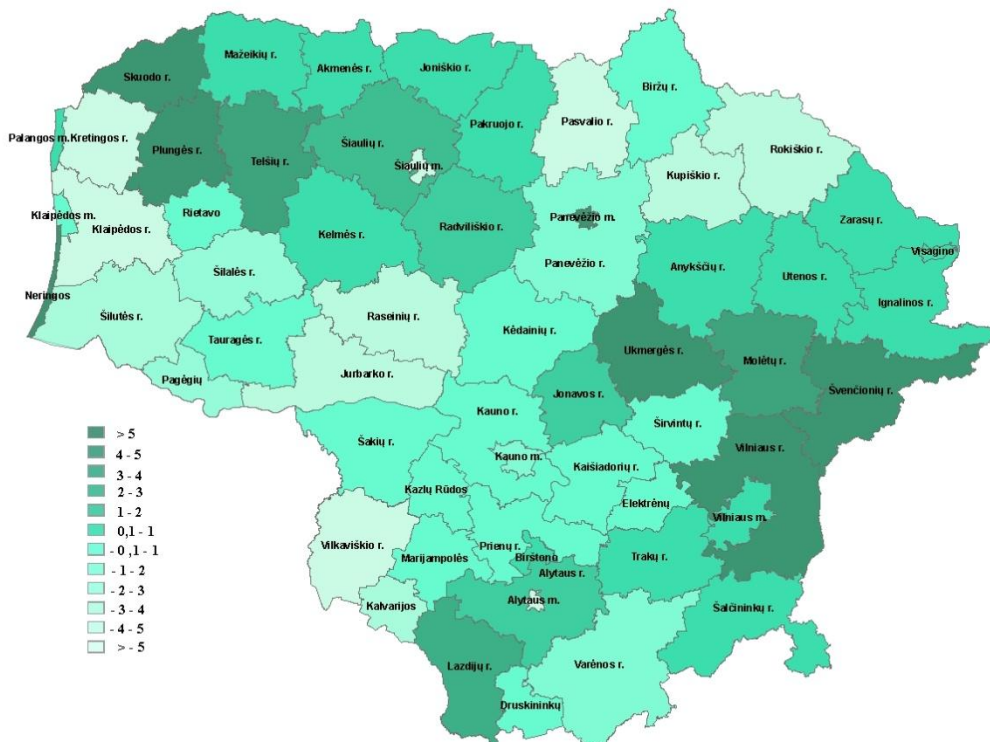 Skuodo r.
Mažeikių r.
Akmenės r.
Joniškio r.
Biržų r.
Palangos m.
Kretingos r.
Plungės r.
Telšių r.
Šiaulių r.
Šiaulių m.
Pakruojo r.
Pasvalio r.
Kupiškio r.
Rokiškio r.
Klaipėdos m.
Klaipėdos r.
Rietavo
Kelmės r.
Radviliškio r.
Panevėžio m.
Panevėžio r.
Anykščių r.
Utenos r.
Zarasų r.
Visagino
Ignalinos r.
Neringos
Šilutės r.
Šilalės r.
Tauragės r.
Pagėgių
Raseinių r.
Jurbarko r.
Kėdainių r.
Jonavos r.
Ukmergės r.
Molėtų r.
Švenčionių r.
Šakių r.
Kauno r.
Kauno m.
Kaišiadorių r.
Širvintų r.
Vilniaus r.
Vilniaus m.
Elektrėnų
Kazlų Rūdos
Vilkaviškio r.
Marijampolės
Prienų r.
Birštono
Alytaus r.
Alytaus m.
Trakų r.
Kalvarijos
Šalčininkų r.
Lazdijų r.
Varėnos r.
Druskininkų
> 5
4 - 5
3 - 4
2 - 3
1 - 2
0,1 - 1
- 0 ,1 - 1
- 1 - 2
- 2 - 3
- 3 - 4
- 4 - 5
> - 5